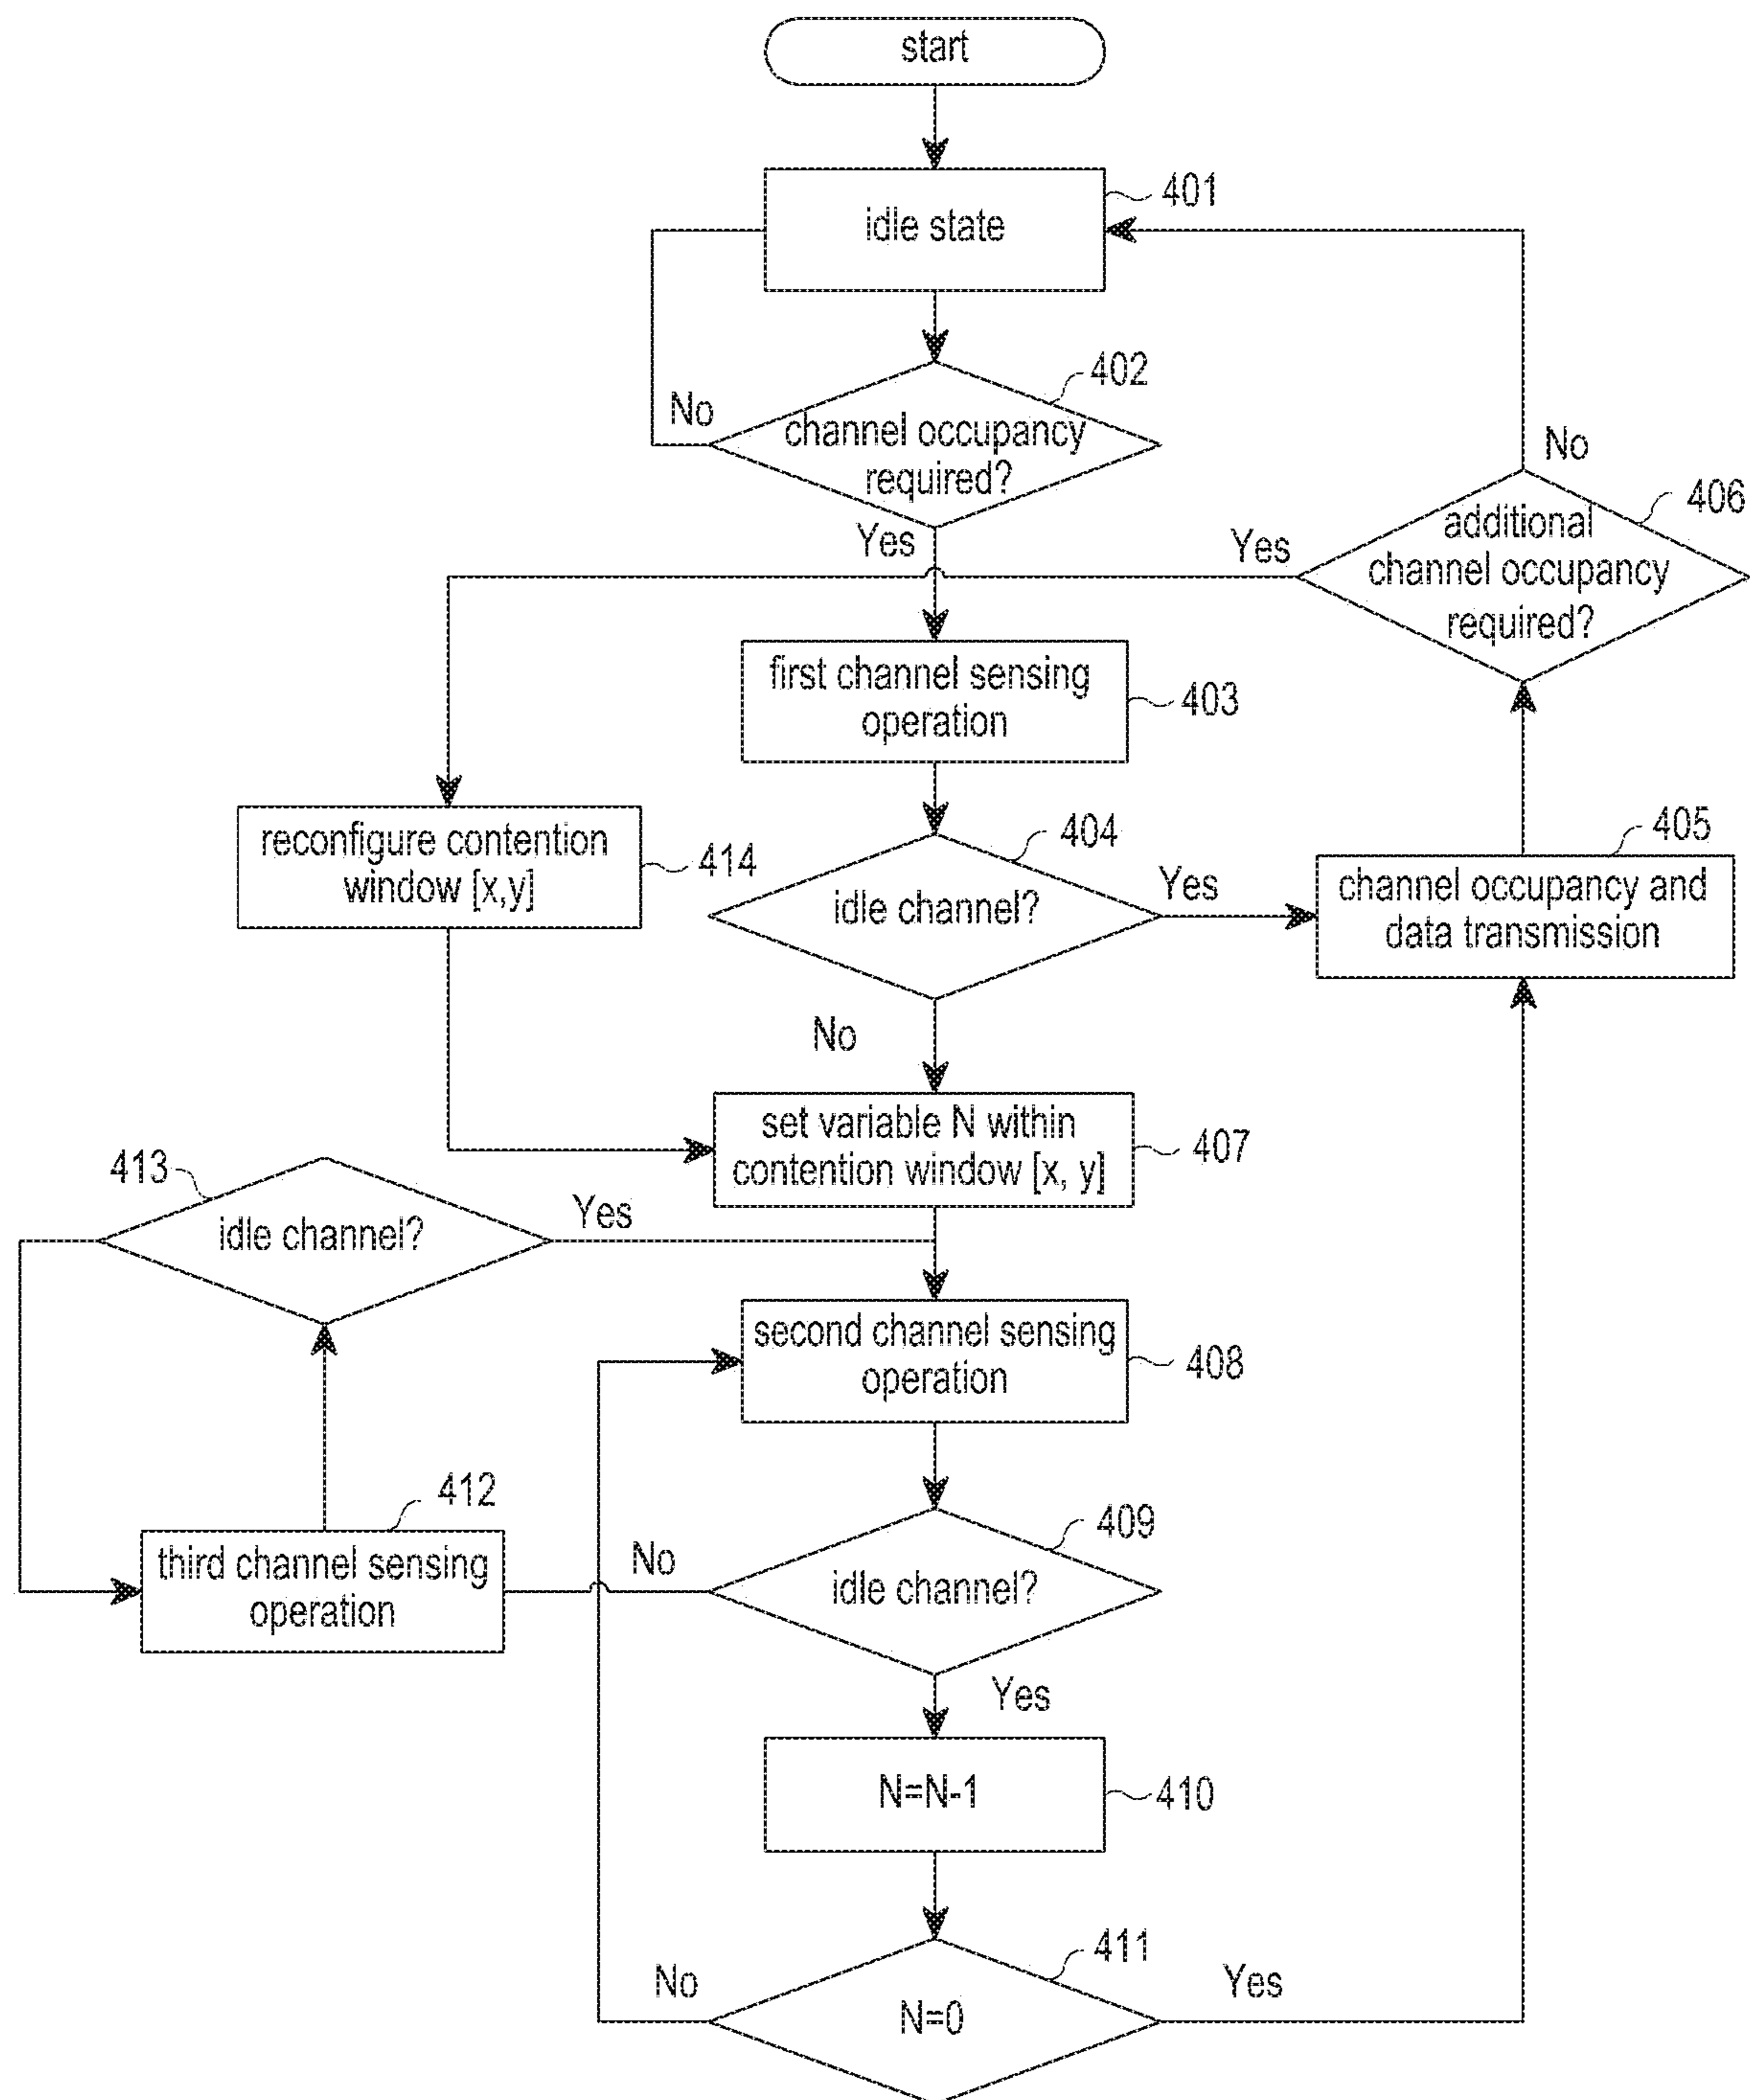 start
idle state
401
402
No
channel occupancy
required?
Yes
No
406
additional
channel occupancy
required?
Yes
first channel sensing
operation
403
reconfigure contention
window [x,y]
414
404
idle channel?
Yes
405
channel occupancy and
data transmission
No
set variable N within
contention window [x, y]
407
413
idle channel?
Yes
second channel sensing
operation
408
412
third channel sensing
operation
No
409
idle channel?
Yes
N=N-1
410
411
No
N=0
Yes